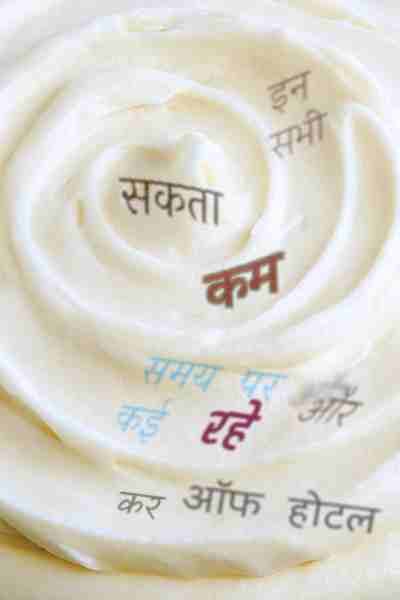 इन
सभी
सकता
कम
समय पर
कई रहे और
कर ऑफ होटल